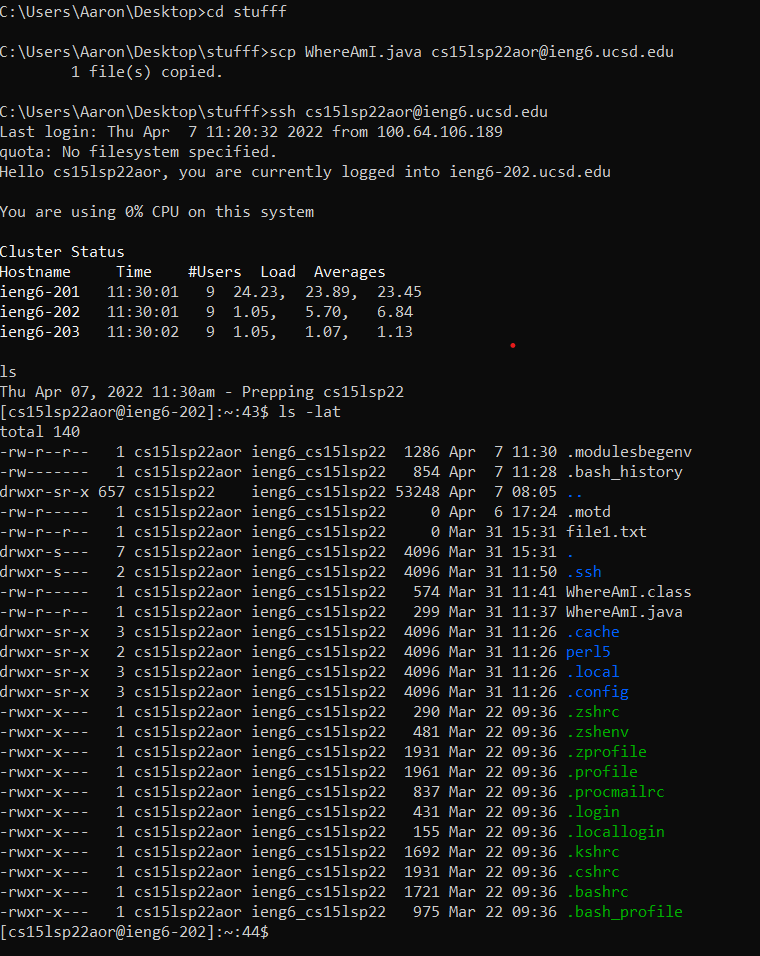 C:\Users\Aaron\Desktop>cd stufff
C:\Users\Aaron\Desktop\stufff>scp WhereAmI.java cs15lsp22aor@ieng6.ucsd.edu
        1 file(s) copied.
C:\Users\Aaron\Desktop\stufff>ssh cs15lsp22aor@ieng6.ucsd.edu
Last login: Thu Apr  7 11:20:32 2022 from 100.64.106.189
quota: No filesystem specified.
Hello cs15lsp22aor, you are currently logged into ieng6-202.ucsd.edu
You are using 0% CPU on this system
Cluster Status
Hostname     Time    #Users  Load  Averages
ieng6-201   11:30:01   9  24.23,  23.89,  23.45
ieng6-202   11:30:01   9  1.05,   5.70,   6.84
ieng6-203   11:30:02   9  1.05,   1.07,   1.13
ls
Thu Apr 07, 2022 11:30am - Prepping cs15lsp22
[cs15lsp22aor@ieng6-202]:~:43$ ls -lat
total 140
-rw-r--r--   1 cs15lsp22aor ieng6_cs15lsp22  1286 Apr  7 11:30 .modulesbegenv
-rw-------   1 cs15lsp22aor ieng6_cs15lsp22   854 Apr  7 11:28 .bash_history
drwxr-sr-x 657 cs15lsp22    ieng6_cs15lsp22 53248 Apr  7 08:05 ..
-rw-r-----   1 cs15lsp22aor ieng6_cs15lsp22     0 Apr  6 17:24 .motd
-rw-r--r--   1 cs15lsp22aor ieng6_cs15lsp22     0 Mar 31 15:31 file1.txt
drwxr-s---   7 cs15lsp22aor ieng6_cs15lsp22  4096 Mar 31 15:31 .
drwxr-s---   2 cs15lsp22aor ieng6_cs15lsp22  4096 Mar 31 11:50 .ssh
-rw-r-----   1 cs15lsp22aor ieng6_cs15lsp22   574 Mar 31 11:41 WhereAmI.class
-rw-r--r--   1 cs15lsp22aor ieng6_cs15lsp22   299 Mar 31 11:37 WhereAmI.java
drwxr-sr-x   3 cs15lsp22aor ieng6_cs15lsp22  4096 Mar 31 11:26 .cache
drwxr-sr-x   2 cs15lsp22aor ieng6_cs15lsp22  4096 Mar 31 11:26 perl5
drwxr-sr-x   3 cs15lsp22aor ieng6_cs15lsp22  4096 Mar 31 11:26 .local
drwxr-sr-x   3 cs15lsp22aor ieng6_cs15lsp22  4096 Mar 31 11:26 .config
-rwxr-x---   1 cs15lsp22aor ieng6_cs15lsp22   290 Mar 22 09:36 .zshrc
-rwxr-x---   1 cs15lsp22aor ieng6_cs15lsp22   481 Mar 22 09:36 .zshenv
-rwxr-x---   1 cs15lsp22aor ieng6_cs15lsp22  1931 Mar 22 09:36 .zprofile
-rwxr-x---   1 cs15lsp22aor ieng6_cs15lsp22  1961 Mar 22 09:36 .profile
-rwxr-x---   1 cs15lsp22aor ieng6_cs15lsp22   837 Mar 22 09:36 .procmailrc
-rwxr-x---   1 cs15lsp22aor ieng6_cs15lsp22   431 Mar 22 09:36 .login
-rwxr-x---   1 cs15lsp22aor ieng6_cs15lsp22   155 Mar 22 09:36 .locallogin
-rwxr-x---   1 cs15lsp22aor ieng6_cs15lsp22  1692 Mar 22 09:36 .kshrc
-rwxr-x---   1 cs15lsp22aor ieng6_cs15lsp22  1931 Mar 22 09:36 .cshrc
-rwxr-x---   1 cs15lsp22aor ieng6_cs15lsp22  1721 Mar 22 09:36 .bashrc
-rwxr-x---   1 cs15lsp22aor ieng6_cs15lsp22   975 Mar 22 09:36 .bash_profile
[cs15lsp22aor@ieng6-202]:~:44$